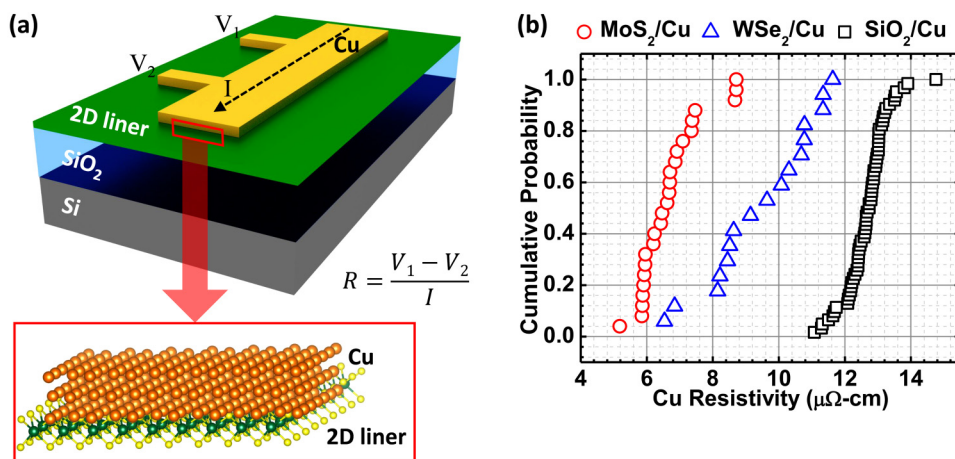 (a)
V₁
Cu
V₂
I
2D liner
SiO₂
Si
R = (V₁ − V₂) / I
Cu
2D liner
(b)
MoS₂/Cu WSe₂/Cu SiO₂/Cu
1.0
0.8
0.6
0.4
0.2
0.0
Cumulative Probability
4 6 8 10 12 14
Cu Resistivity (μΩ-cm)